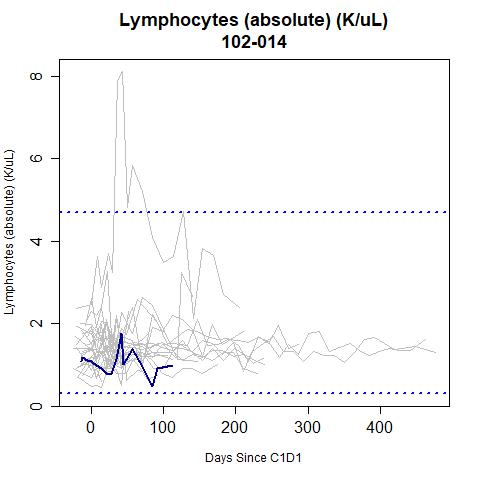 Lymphocytes (absolute) (K/uL)
102-014
Lymphocytes (absolute) (K/uL)
8
6
4
2
0
0 100 200 300 400
Days Since C1D1